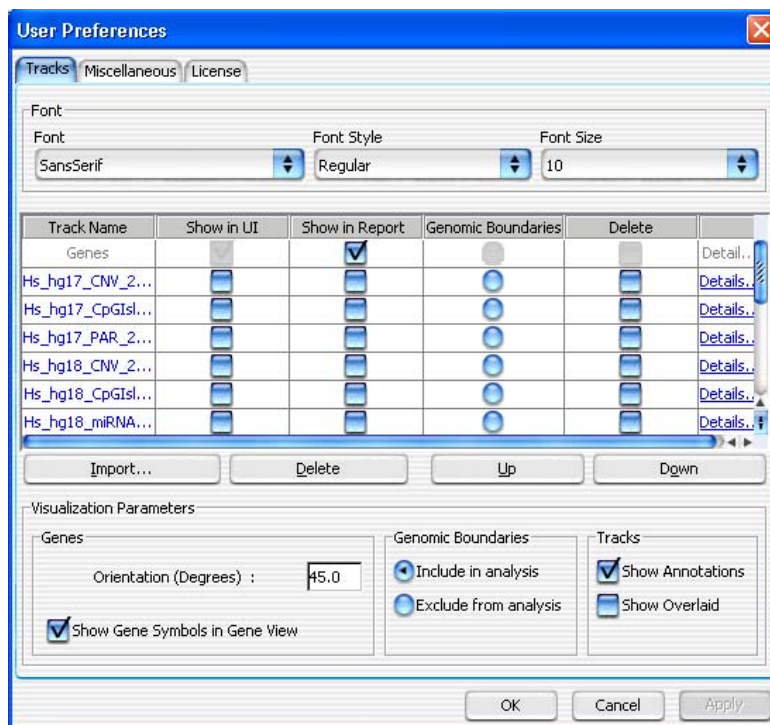 User Preferences
Tracks Miscellaneous License
Font
Font Font Style Font Size
SansSerif Regular 10
Track Name Show in UI Show in Report Genomic Boundaries Delete
Genes Detail...
Hs_hg17_CNV_2... Details...
Hs_hg17_CpGIsl... Details...
Hs_hg17_PAR_2... Details...
Hs_hg18_CNV_2... Details...
Hs_hg18_CpGIsl... Details...
Hs_hg18_miRNA... Details...
Import... Delete Up Down
Visualization Parameters
Genes Genomic Boundaries Tracks
Orientation (Degrees) : 45.0 Include in analysis Show Annotations
Exclude from analysis Show Overlaid
Show Gene Symbols in Gene View
OK Cancel Apply